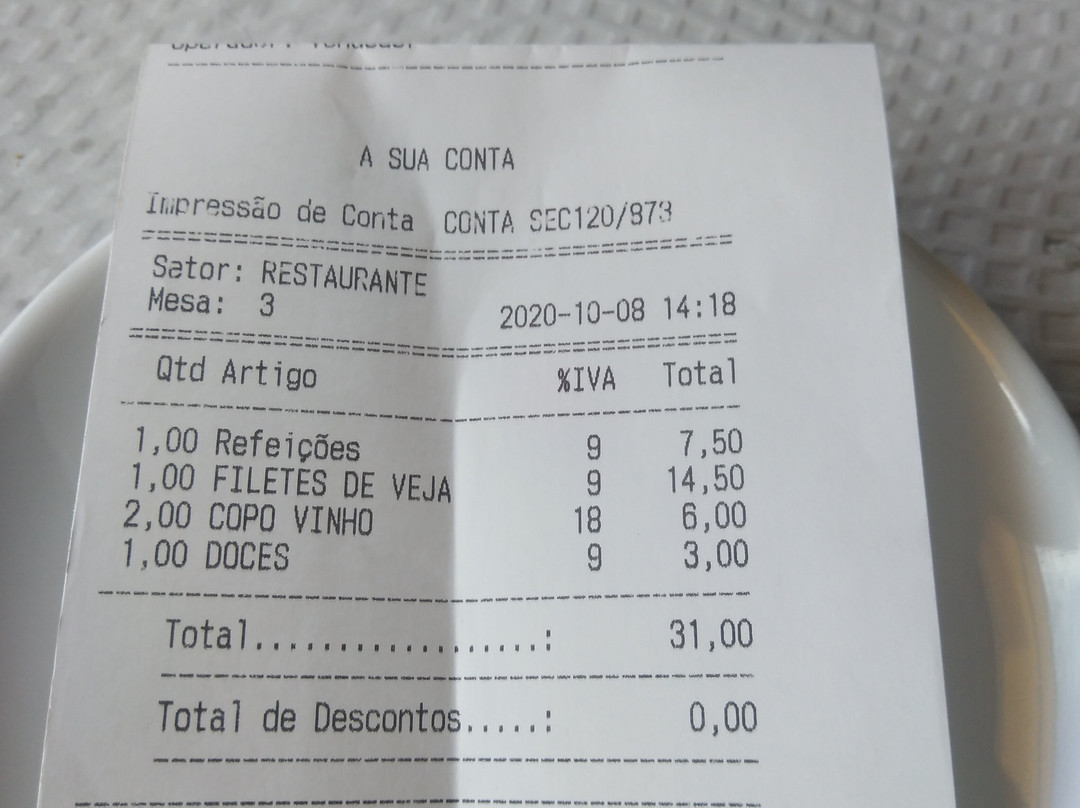 A SUA CONTA
Impressão de Conta CONTA SEC120/873
Sator: RESTAURANTE
Mesa: 3 2020-10-08 14:18
Qtd Artigo %IVA Total
1,00 Refeições 9 7,50
1,00 FILETES DE VEJA 9 14,50
2,00 COPO VINHO 18 6,00
1,00 DOCES 9 3,00
Total..................: 31,00
Total de Descontos.....: 0,00